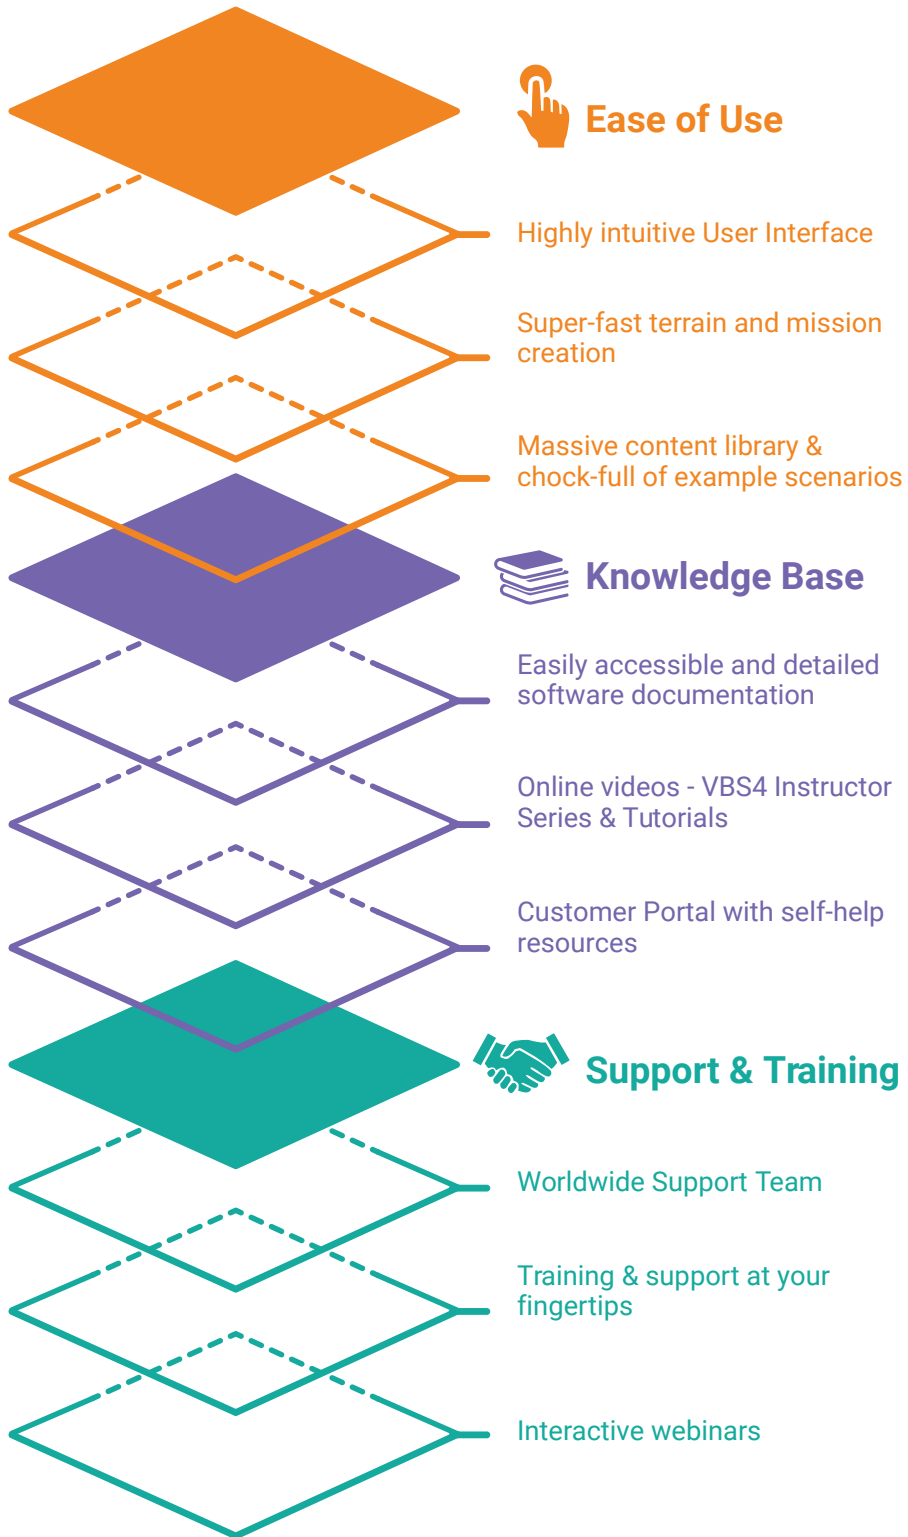 Ease of Use
Highly intuitive User Interface
Super-fast terrain and mission
creation
Massive content library &
chock-full of example scenarios
Knowledge Base
Easily accessible and detailed
software documentation
Online videos - VBS4 Instructor
Series & Tutorials
Customer Portal with self-help
resources
Support & Training
Worldwide Support Team
Training & support at your
fingertips
Interactive webinars